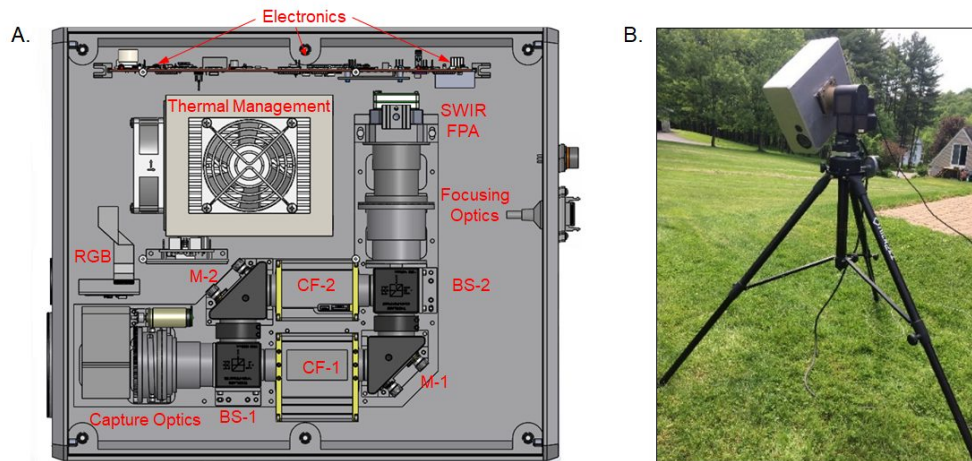 A.
Electronics
B.
Thermal Management
SWIR
FPA
Focusing
Optics
RGB
M-2
CF-2
BS-2
CF-1
M-1
Capture Optics
BS-1